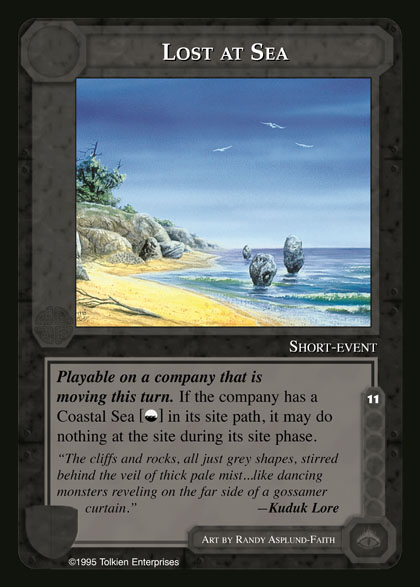 Lost at Sea
Short-event
Playable on a company that is
moving this turn. If the company has a
Coastal Sea [] in its site path, it may do
nothing at the site during its site phase.
11
“The cliffs and rocks, all just grey shapes, stirred
behind the veil of thick pale mist...like dancing
monsters reveling on the far side of a gossamer
curtain.” —Kuduk Lore
Art by Randy Asplund-Faith
©1995 Tolkien Enterprises